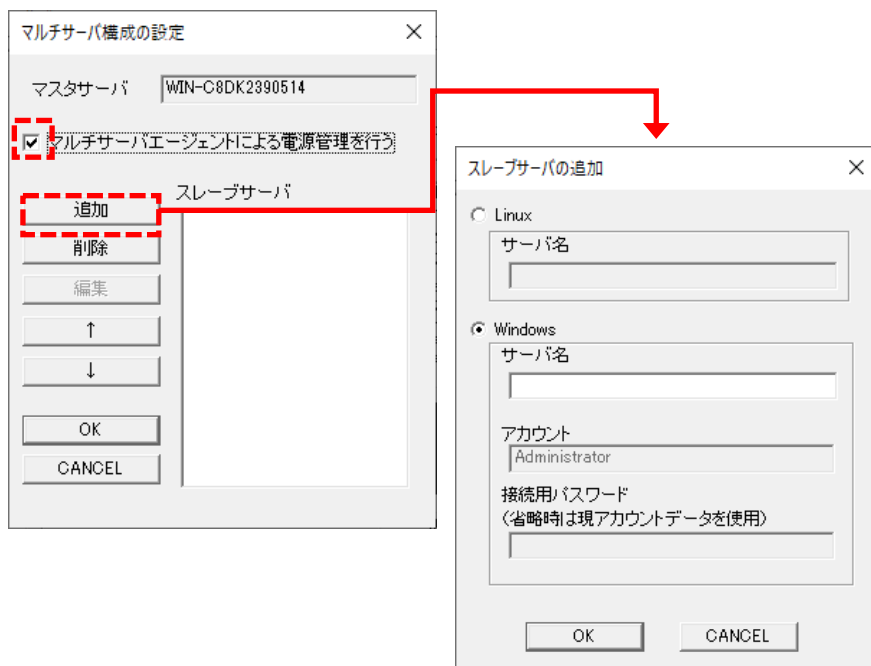 マルチサーバ構成の設定
マスタサーバ WIN-C8DK2390514
マルチサーバエージェントによる電源管理を行う
スレーブサーバ
追加
削除
編集
↑
↓
OK
CANCEL
スレーブサーバの追加
Linux
サーバ名
Windows
サーバ名
アカウント
Administrator
接続用パスワード
(省略時は現アカウントデータを使用)
OK
CANCEL